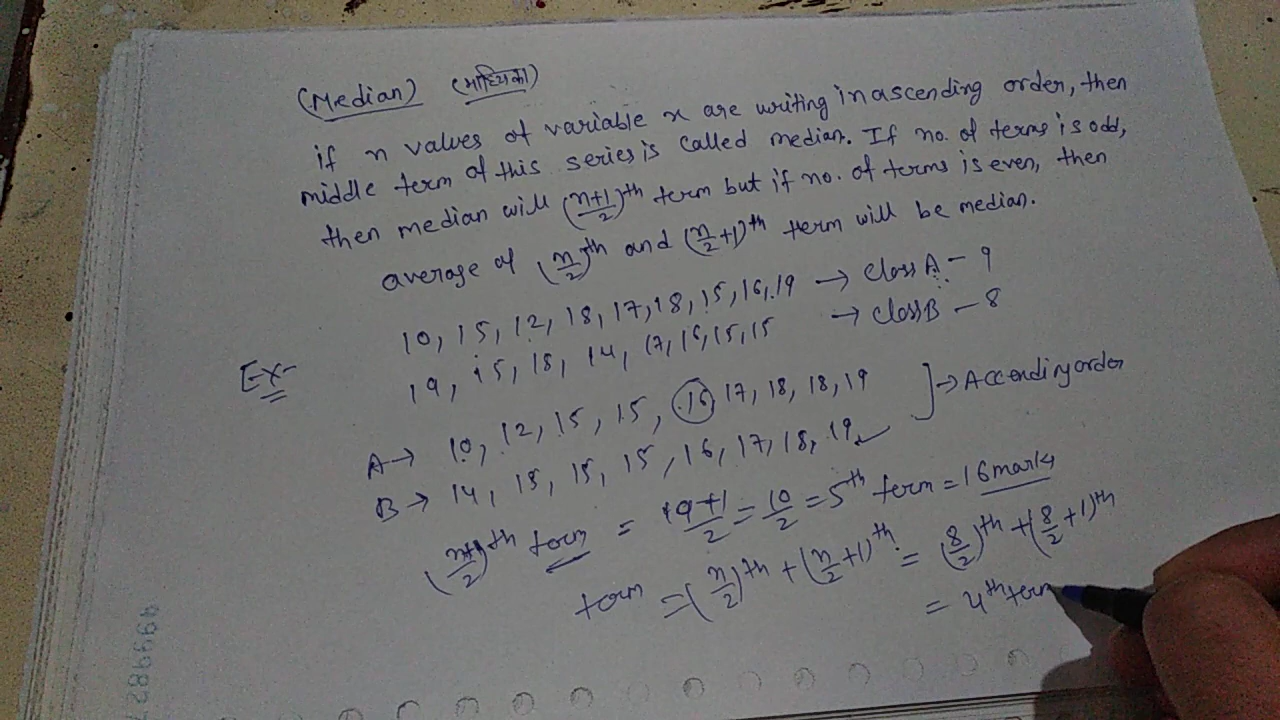 (Median) (माध्यिका)
if n values of variable x are writing in ascending order, then
middle term of this series is called median. If no. of terms is odd,
then median will (n+1/2)th term but if no. of terms is even, then
average of (n/2)th and (n/2+1)th term will be median.
Ex- 10, 15, 12, 18, 17, 18, 15, 16, 19 → Class A - 9
19, 15, 18, 14, 17, 16, 15, 15 → Class B - 8
A → 10, 12, 15, 15, 16 17, 18, 18, 19
B → 14, 15, 15, 15, 16, 17, 18, 19 ] → Accending order
(n+1/2)th term = 9+1/2 = 10/2 = 5th term = 16 marks
term = (n/2)th + (n/2+1)th = (8/2)th + (8/2+1)th
= 4th term